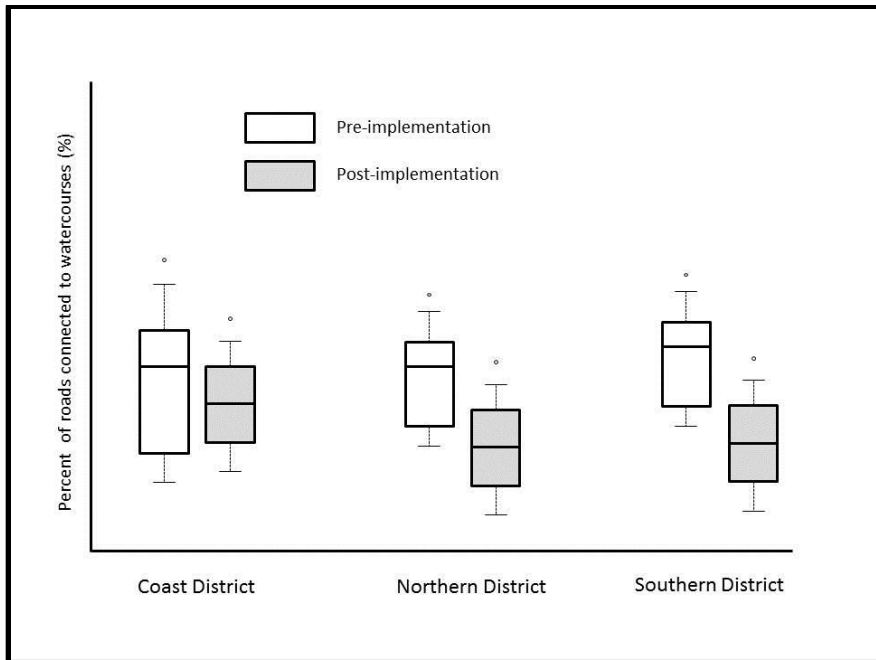 Percent of roads connected to watercourses (%)
Pre-implementation
Post-implementation
Coast District
Northern District
Southern District